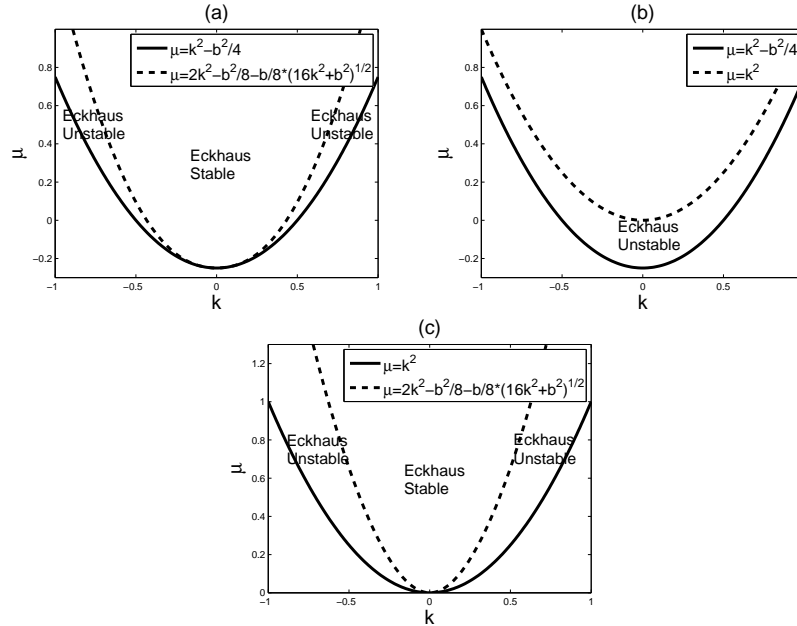 (a)
μ=k²−b²/4
μ=2k²−b²/8−b/8*(16k²+b²)^1/2
Eckhaus
Unstable
Eckhaus
Unstable
Eckhaus
Stable
μ
0.8
0.6
0.4
0.2
0
−0.2
−1
−0.5
0
0.5
1
k
(b)
μ=k²−b²/4
μ=k²
Eckhaus
Unstable
μ
0.8
0.6
0.4
0.2
0
−0.2
−1
−0.5
0
0.5
k
(c)
μ=k²
μ=2k²−b²/8−b/8*(16k²+b²)^1/2
Eckhaus
Unstable
Eckhaus
Unstable
Eckhaus
Stable
μ
1.2
1
0.8
0.6
0.4
0.2
0
−1
−0.5
0
0.5
1
k